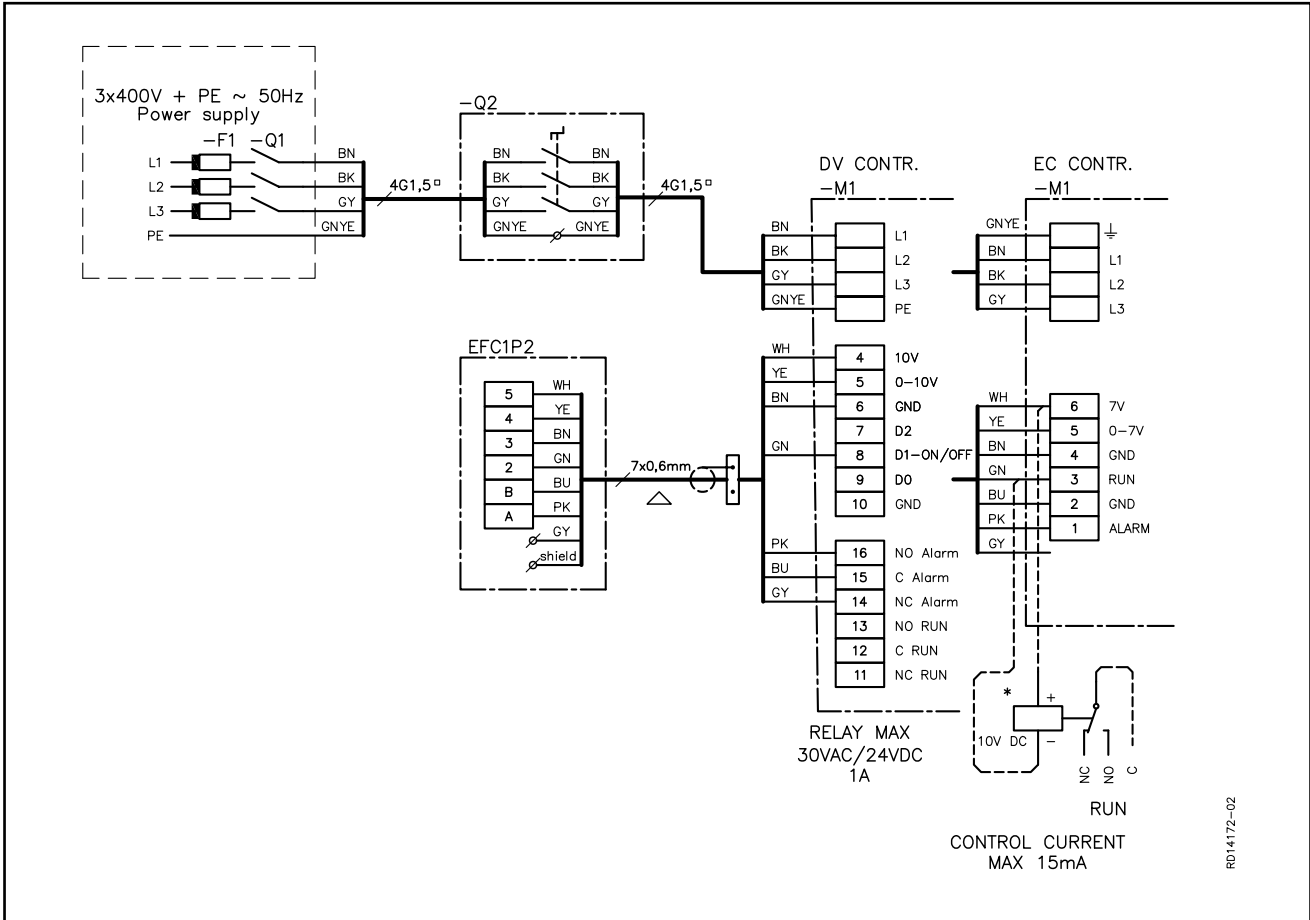 3x400V + PE ~ 50Hz
Power supply
-F1 -Q1
L1 BN
L2 BK
L3 GY
PE GNYE
4G1,5□
-Q2
BN BN
BK BK
GY GY
GNYE GNYE
4G1,5□
DV CONTR.
-M1
BN L1
BK L2
GY L3
GNYE PE
EC CONTR.
-M1
GNYE ⏚
BN L1
BK L2
GY L3
EFC1P2
5 WH
4 YE
3 BN
2 GN
B BU
A PK
GY
shield
7x0,6mm
WH 4 10V
YE 5 0-10V
BN 6 GND
7 D2
GN 8 D1-ON/OFF
9 D0
10 GND
PK 16 NO Alarm
BU 15 C Alarm
GY 14 NC Alarm
13 NO RUN
12 C RUN
11 NC RUN
RELAY MAX
30VAC/24VDC
1A
WH 6 7V
YE 5 0-7V
BN 4 GND
GN 3 RUN
BU 2 GND
PK 1 ALARM
GY
* +
10V DC -
NC NO C
RUN
CONTROL CURRENT
MAX 15mA
RD14172-02